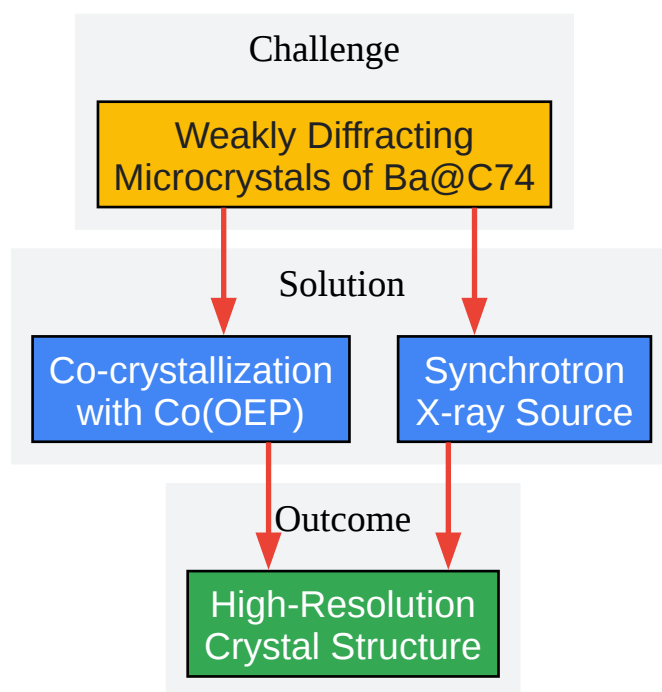 Challenge
Weakly Diffracting
Microcrystals of Ba@C74
Solution
Co-crystallization
with Co(OEP)
Synchrotron
X-ray Source
Outcome
High-Resolution
Crystal Structure